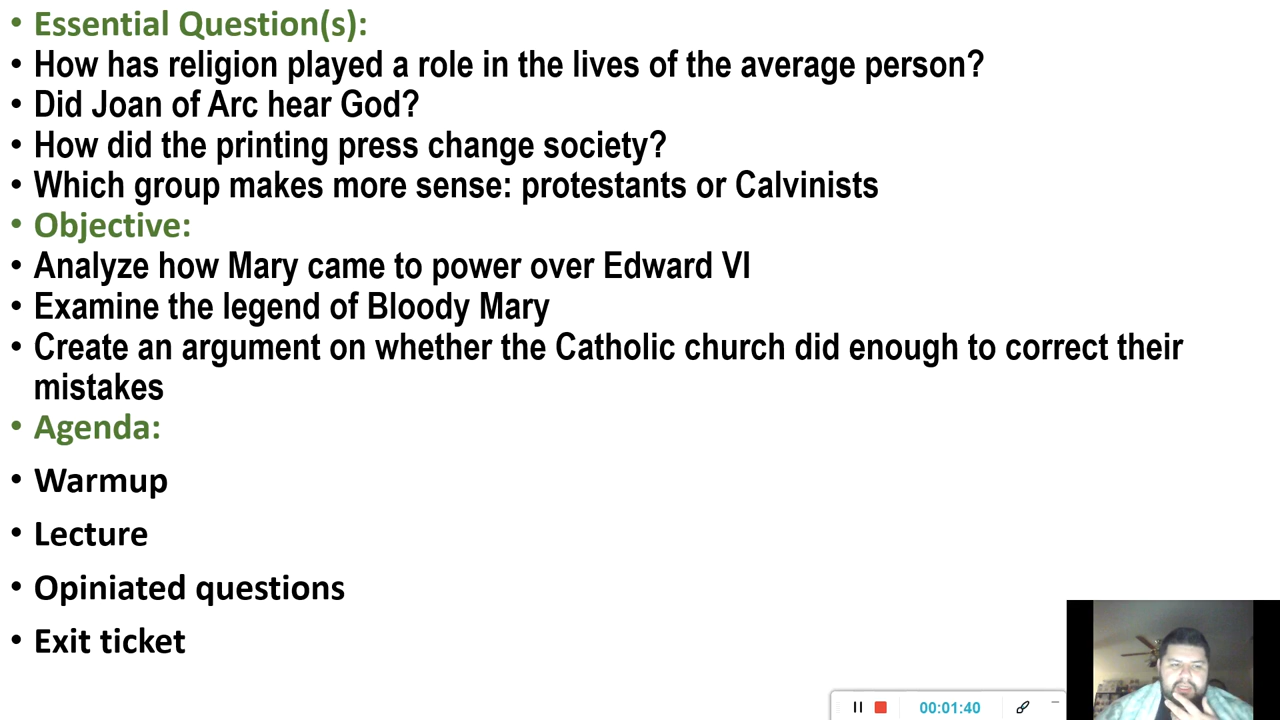 • Essential Question(s):
• How has religion played a role in the lives of the average person?
• Did Joan of Arc hear God?
• How did the printing press change society?
• Which group makes more sense: protestants or Calvinists
• Objective:
• Analyze how Mary came to power over Edward VI
• Examine the legend of Bloody Mary
• Create an argument on whether the Catholic church did enough to correct their
mistakes
• Agenda:
• Warmup
• Lecture
• Opiniated questions
• Exit ticket
00:01:40